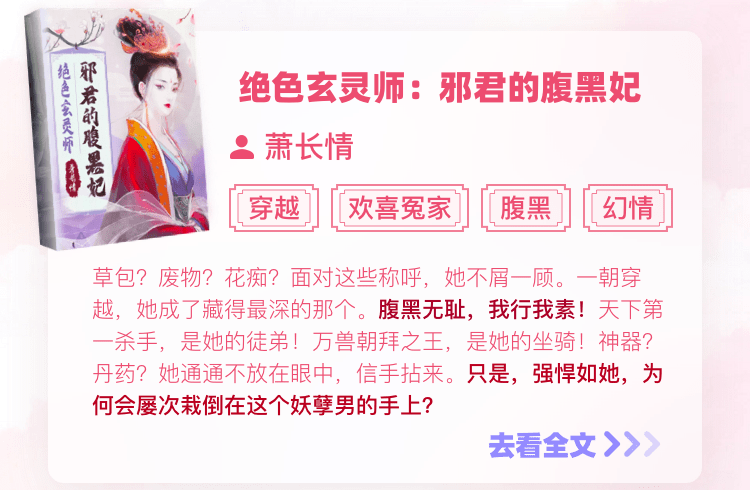 绝色玄灵师
邪君的腹黑妃
萧长情
绝色玄灵师：邪君的腹黑妃
萧长情
穿越
欢喜冤家
腹黑
幻情
草包？废物？花痴？面对这些称呼，她不屑一顾。一朝穿
越，她成了藏得最深的那个。腹黑无耻，我行我素！天下第
一杀手，是她的徒弟！万兽朝拜之王，是她的坐骑！神器？
丹药？她通通不放在眼中，信手拈来。只是，强悍如她，为
何会屡次栽倒在这个妖孽男的手上？
去看全文